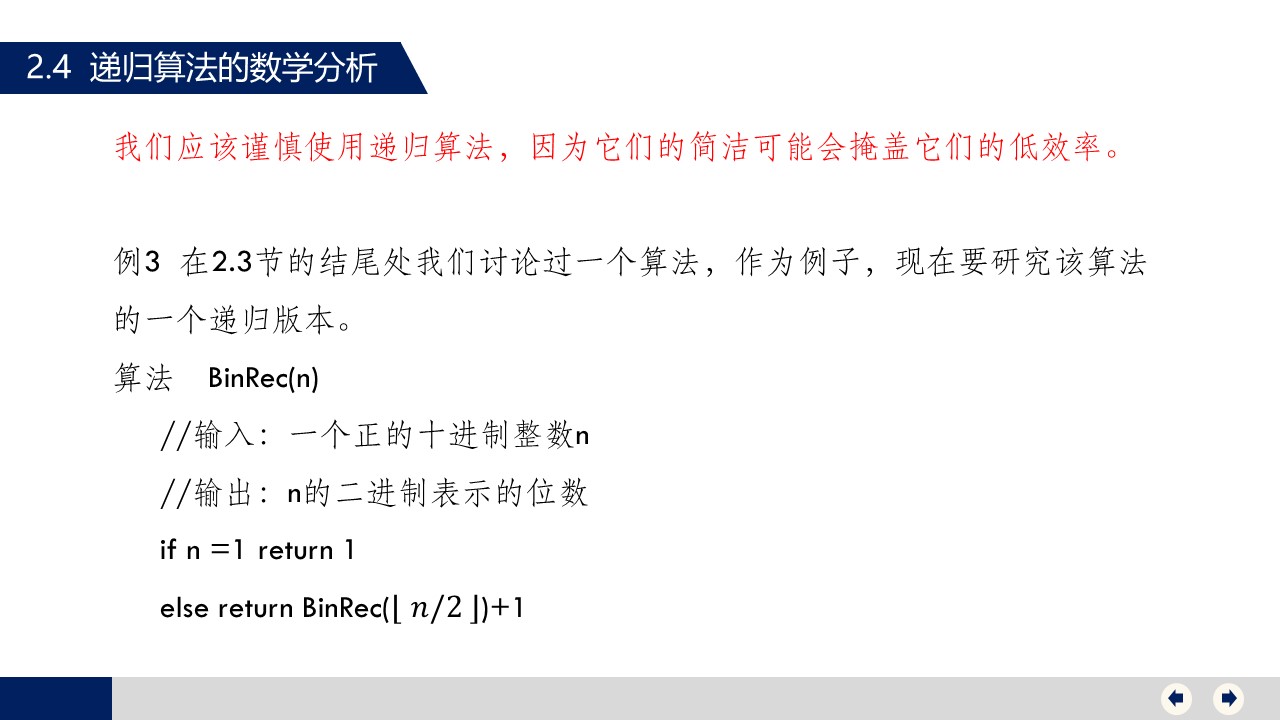 2.4 递归算法的数学分析
我们应该谨慎使用递归算法，因为它们的简洁可能会掩盖它们的低效率。
例3 在2.3节的结尾处我们讨论过一个算法，作为例子，现在要研究该算法
的一个递归版本。
算法 BinRec(n)
//输入：一个正的十进制整数n
//输出：n的二进制表示的位数
if n =1 return 1
else return BinRec(⌊ n/2 ⌋)+1